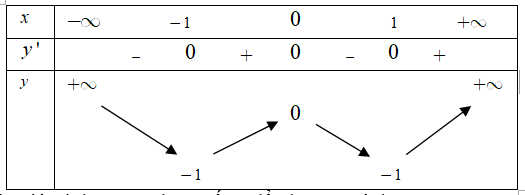 x −∞ −1 0 1 +∞
y' − 0 + 0 − 0 +
y +∞ +∞
0
−1 −1